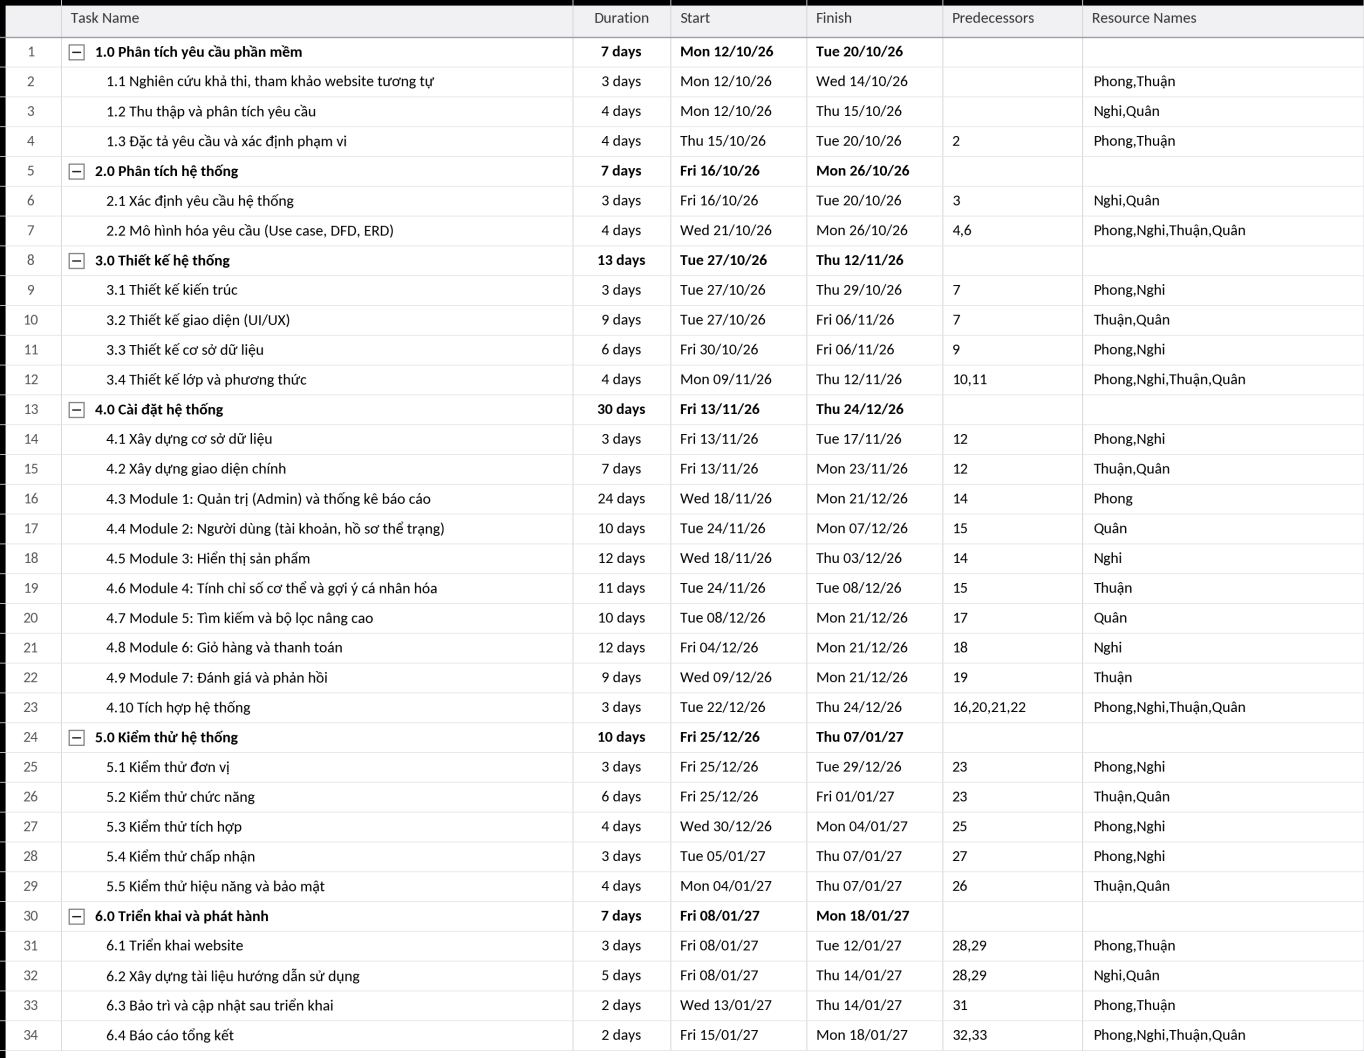 Task Name Duration Start Finish Predecessors Resource Names
1 1.0 Phân tích yêu cầu phần mềm 7 days Mon 12/10/26 Tue 20/10/26
2 1.1 Nghiên cứu khả thi, tham khảo website tương tự 3 days Mon 12/10/26 Wed 14/10/26 Phong,Thuận
3 1.2 Thu thập và phân tích yêu cầu 4 days Mon 12/10/26 Thu 15/10/26 Nghi,Quân
4 1.3 Đặc tả yêu cầu và xác định phạm vi 4 days Thu 15/10/26 Tue 20/10/26 2 Phong,Thuận
5 2.0 Phân tích hệ thống 7 days Fri 16/10/26 Mon 26/10/26
6 2.1 Xác định yêu cầu hệ thống 3 days Fri 16/10/26 Tue 20/10/26 3 Nghi,Quân
7 2.2 Mô hình hóa yêu cầu (Use case, DFD, ERD) 4 days Wed 21/10/26 Mon 26/10/26 4,6 Phong,Nghi,Thuận,Quân
8 3.0 Thiết kế hệ thống 13 days Tue 27/10/26 Thu 12/11/26
9 3.1 Thiết kế kiến trúc 3 days Tue 27/10/26 Thu 29/10/26 7 Phong,Nghi
10 3.2 Thiết kế giao diện (UI/UX) 9 days Tue 27/10/26 Fri 06/11/26 7 Thuận,Quân
11 3.3 Thiết kế cơ sở dữ liệu 6 days Fri 30/10/26 Fri 06/11/26 9 Phong,Nghi
12 3.4 Thiết kế lớp và phương thức 4 days Mon 09/11/26 Thu 12/11/26 10,11 Phong,Nghi,Thuận,Quân
13 4.0 Cài đặt hệ thống 30 days Fri 13/11/26 Thu 24/12/26
14 4.1 Xây dựng cơ sở dữ liệu 3 days Fri 13/11/26 Tue 17/11/26 12 Phong,Nghi
15 4.2 Xây dựng giao diện chính 7 days Fri 13/11/26 Mon 23/11/26 12 Thuận,Quân
16 4.3 Module 1: Quản trị (Admin) và thống kê báo cáo 24 days Wed 18/11/26 Mon 21/12/26 14 Phong
17 4.4 Module 2: Người dùng (tài khoản, hồ sơ thể trạng) 10 days Tue 24/11/26 Mon 07/12/26 15 Quân
18 4.5 Module 3: Hiển thị sản phẩm 12 days Wed 18/11/26 Thu 03/12/26 14 Nghi
19 4.6 Module 4: Tính chỉ số cơ thể và gợi ý cá nhân hóa 11 days Tue 24/11/26 Tue 08/12/26 15 Thuận
20 4.7 Module 5: Tìm kiếm và bộ lọc nâng cao 10 days Tue 08/12/26 Mon 21/12/26 17 Quân
21 4.8 Module 6: Giỏ hàng và thanh toán 12 days Fri 04/12/26 Mon 21/12/26 18 Nghi
22 4.9 Module 7: Đánh giá và phản hồi 9 days Wed 09/12/26 Mon 21/12/26 19 Thuận
23 4.10 Tích hợp hệ thống 3 days Tue 22/12/26 Thu 24/12/26 16,20,21,22 Phong,Nghi,Thuận,Quân
24 5.0 Kiểm thử hệ thống 10 days Fri 25/12/26 Thu 07/01/27
25 5.1 Kiểm thử đơn vị 3 days Fri 25/12/26 Tue 29/12/26 23 Phong,Nghi
26 5.2 Kiểm thử chức năng 6 days Fri 25/12/26 Fri 01/01/27 23 Thuận,Quân
27 5.3 Kiểm thử tích hợp 4 days Wed 30/12/26 Mon 04/01/27 25 Phong,Nghi
28 5.4 Kiểm thử chấp nhận 3 days Tue 05/01/27 Thu 07/01/27 27 Phong,Nghi
29 5.5 Kiểm thử hiệu năng và bảo mật 4 days Mon 04/01/27 Thu 07/01/27 26 Thuận,Quân
30 6.0 Triển khai và phát hành 7 days Fri 08/01/27 Mon 18/01/27
31 6.1 Triển khai website 3 days Fri 08/01/27 Tue 12/01/27 28,29 Phong,Thuận
32 6.2 Xây dựng tài liệu hướng dẫn sử dụng 5 days Fri 08/01/27 Thu 14/01/27 28,29 Nghi,Quân
33 6.3 Bảo trì và cập nhật sau triển khai 2 days Wed 13/01/27 Thu 14/01/27 31 Phong,Thuận
34 6.4 Báo cáo tổng kết 2 days Fri 15/01/27 Mon 18/01/27 32,33 Phong,Nghi,Thuận,Quân